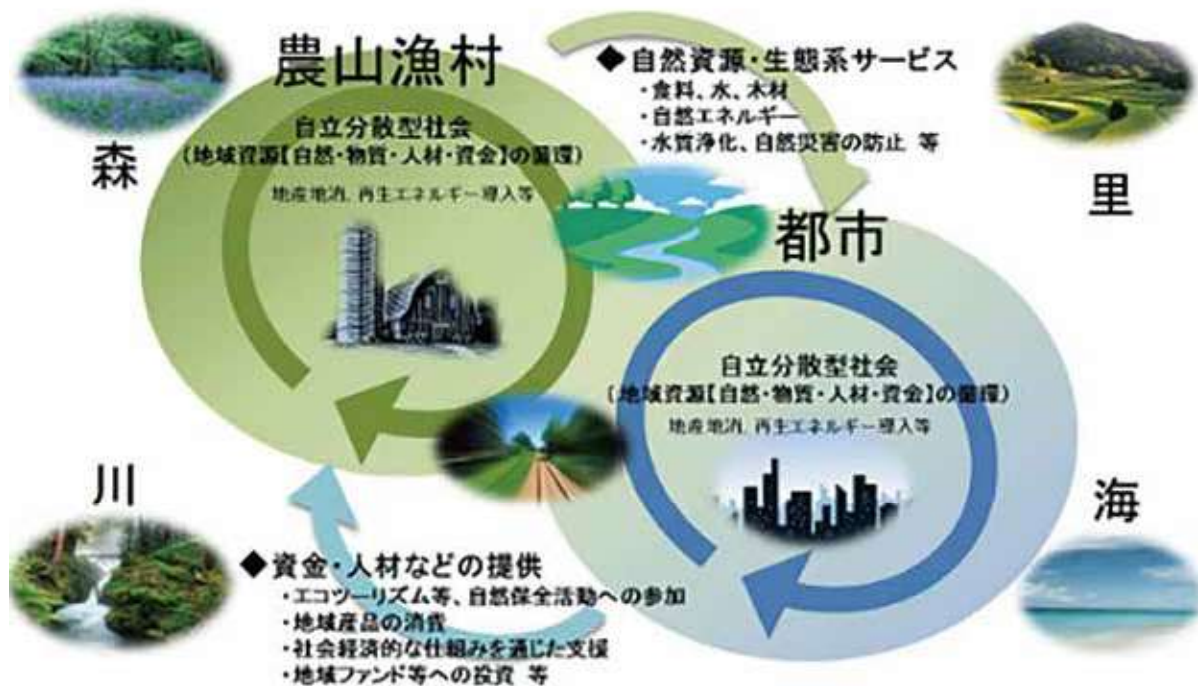 農山漁村
◆自然資源・生態系サービス
・食料、水、木材
・自然エネルギー
・水質浄化、自然災害の防止 等
森
自立分散型社会
(地域資源【自然・物質・人材・資金】の循環)
地産地消、再生エネルギー導入等
里
都市
自立分散型社会
(地域資源【自然・物質・人材・資金】の循環)
地産地消、再生エネルギー導入等
川
海
◆資金・人材などの提供
・エコツーリズム等、自然保全活動への参加
・地域産品の消費
・社会経済的な仕組みを通じた支援
・地域ファンド等への投資 等